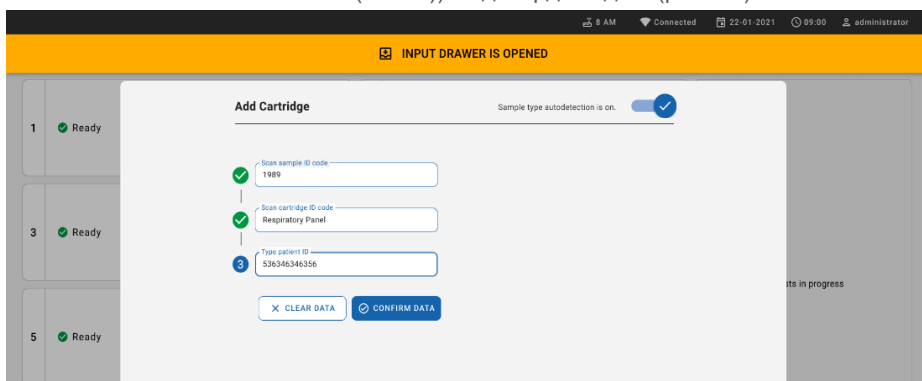 8 AM Connected 22-01-2021 09:00 administrator
INPUT DRAWER IS OPENED
Add Cartridge
Sample type autodetection is on.
1 Ready
Scan sample ID code
1989
Scan cartridge ID code
Respiratory Panel
3 Ready
Type patient ID
3 536346346356
sts in progress
CLEAR DATA CONFIRM DATA
5 Ready